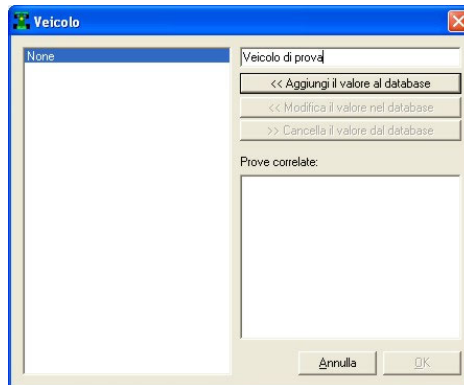 Veicolo
None
Veicolo di prova
<< Aggiungi il valore al database
<< Modifica il valore nel database
>> Cancella il valore dal database
Prove correlate:
Annulla
OK